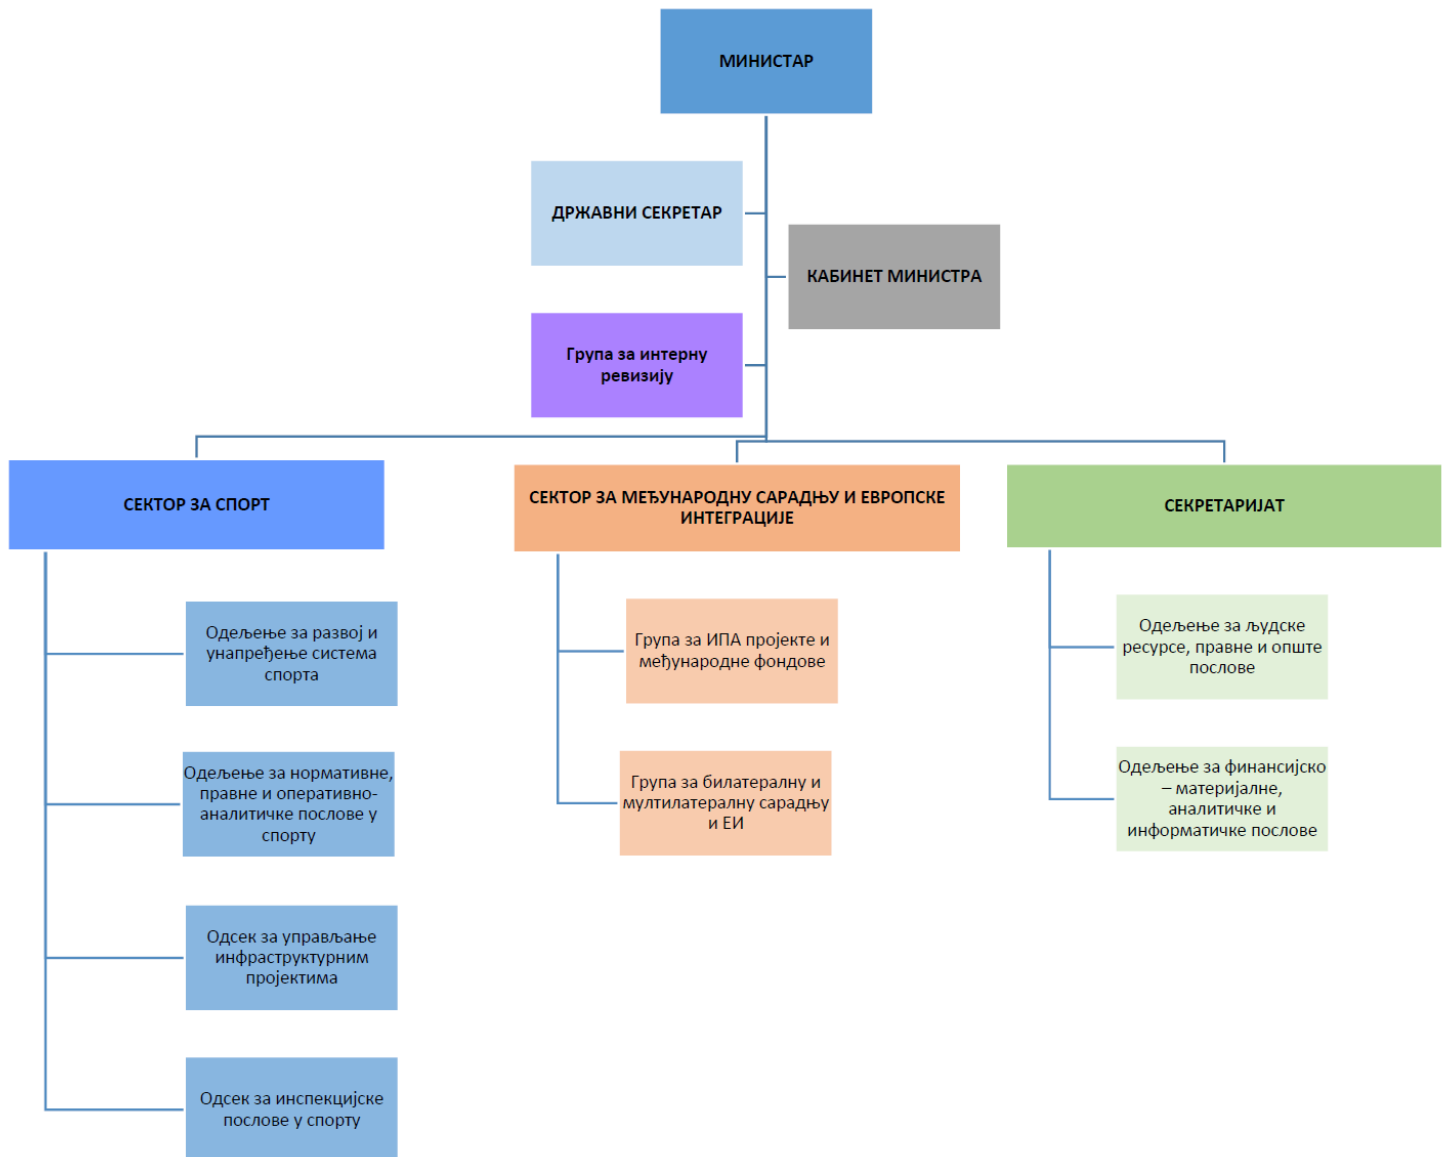 МИНИСТАР
ДРЖАВНИ СЕКРЕТАР
КАБИНЕТ МИНИСТРА
Група за интерну
ревизију
СЕКТОР ЗА СПОРТ
Одељење за развој и
унапређење система
спорта
Одељење за нормативне,
правне и оперативно-
аналитичке послове у
спорту
Одсек за управљање
инфраструктурним
пројектима
Одсек за инспекцијске
послове у спорту
СЕКТОР ЗА МЕЂУНАРОДНУ САРАДЊУ И ЕВРОПСКЕ
ИНТЕГРАЦИЈЕ
Група за ИПА пројекте и
међународне фондове
Група за билатералну и
мултилатералну сарадњу
и ЕИ
СЕКРЕТАРИЈАТ
Одељење за људске
ресурсе, правне и опште
послове
Одељење за финансијско
– материјалне,
аналитичке и
информатичке послове